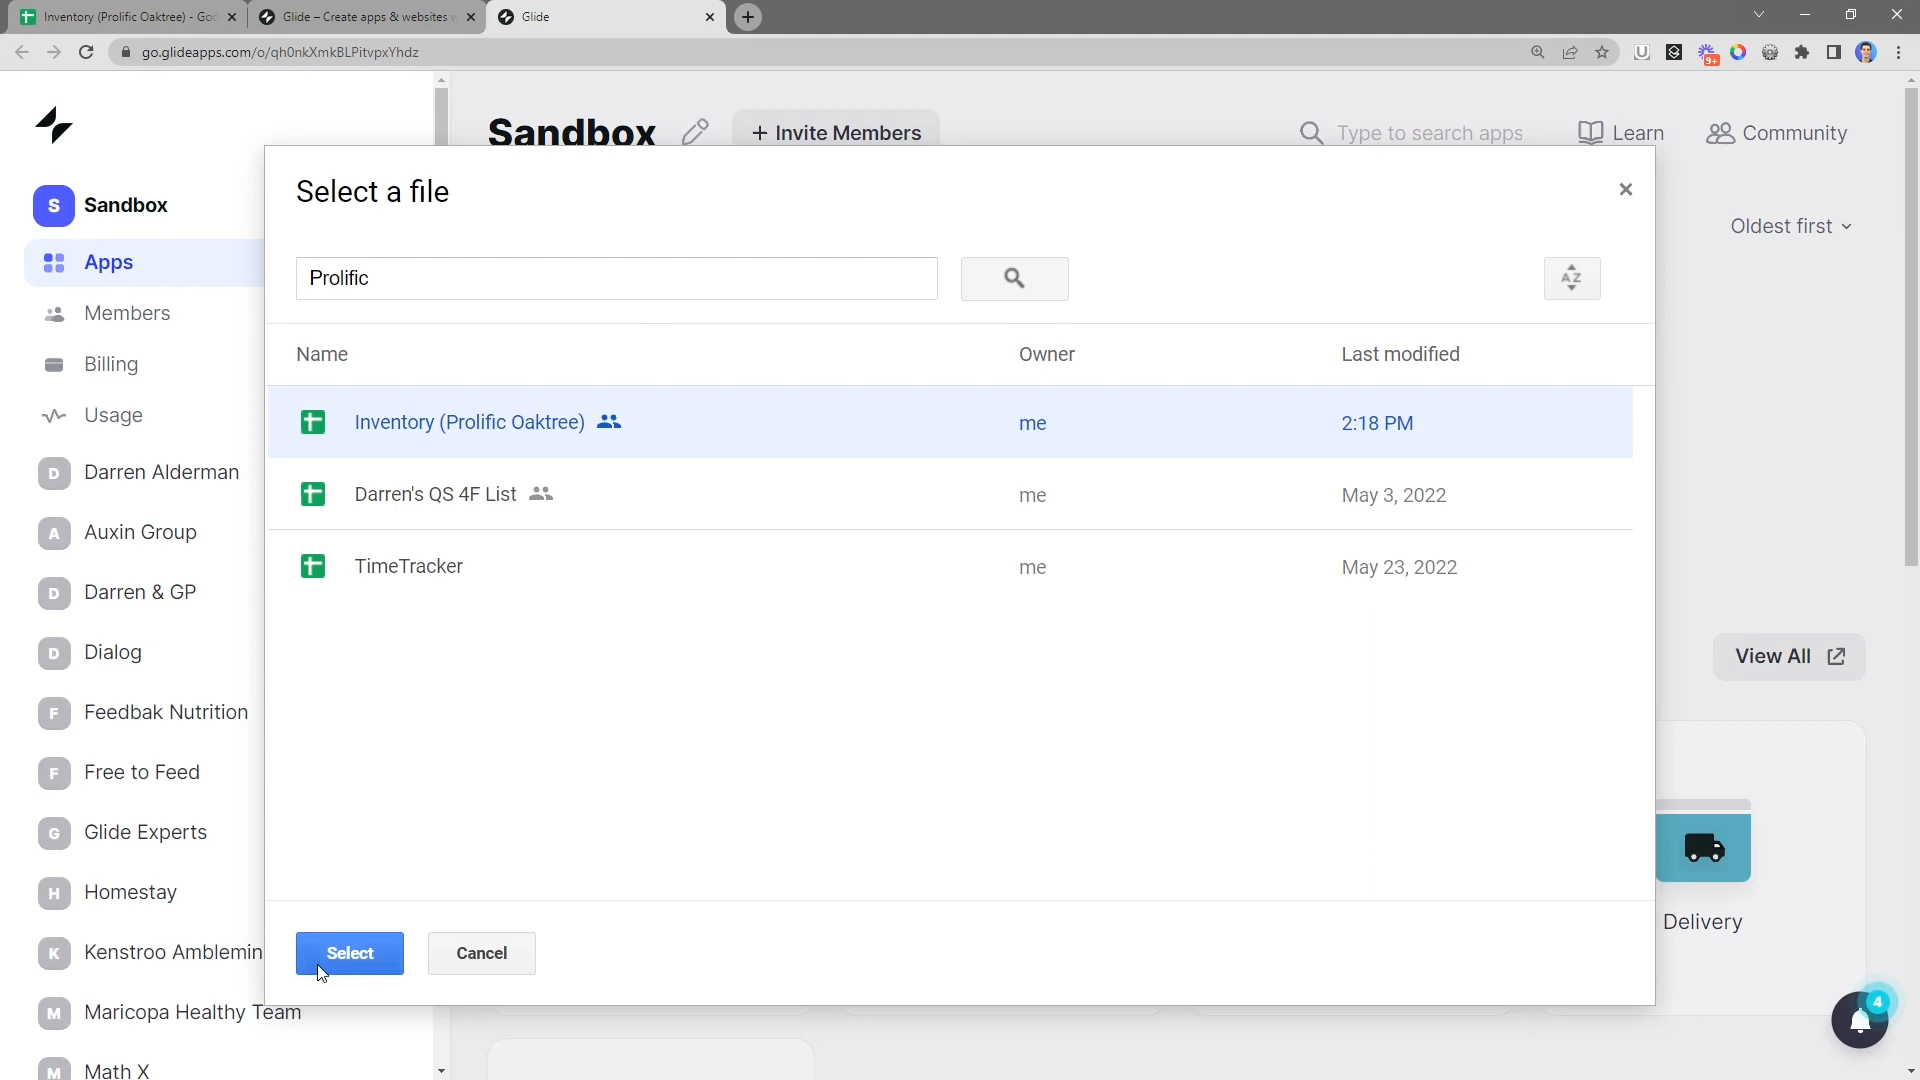 Inventory (Prolific Oaktree) - Goo
Glide – Create apps & websites w
Glide
go.glideapps.com/o/qh0nkXmkBLPitvpxYhdz
9+
Sandbox
+ Invite Members
Type to search apps
Learn
Community
S
Sandbox
Apps
Members
Billing
Usage
D
Darren Alderman
A
Auxin Group
D
Darren & GP
D
Dialog
F
Feedbak Nutrition
F
Free to Feed
G
Glide Experts
H
Homestay
K
Kenstroo Amblemin
M
Maricopa Healthy Team
M
Math X
Select a file
Prolific
AZ
Name
Owner
Last modified
Inventory (Prolific Oaktree)
me
2:18 PM
Darren's QS 4F List
me
May 3, 2022
TimeTracker
me
May 23, 2022
Select
Cancel
Oldest first
View All
Delivery
4